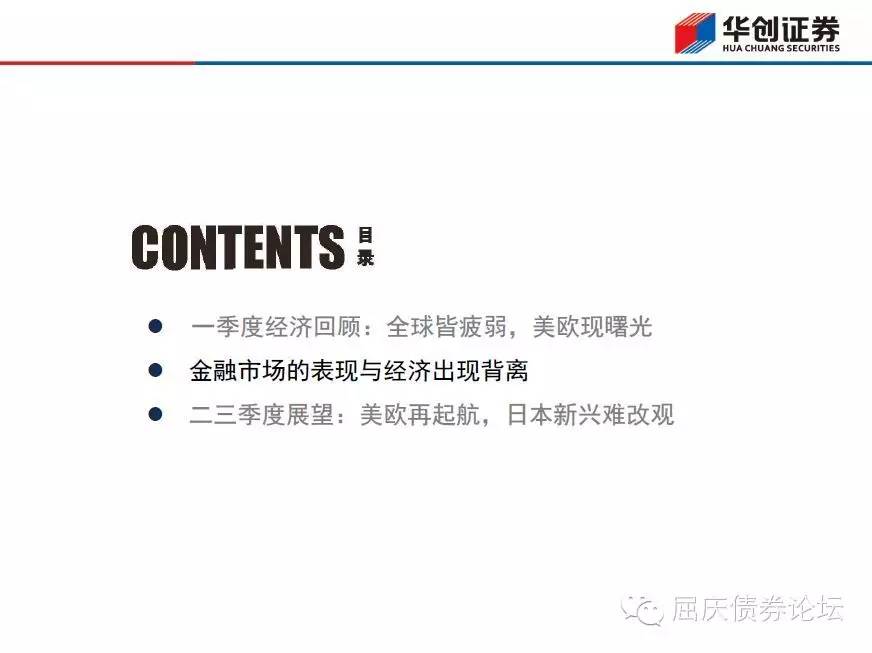 华创证券
HUA CHUANG SECURITIES
CONTENTS 目录
一季度经济回顾：全球皆疲弱，美欧现曙光
金融市场的表现与经济出现背离
二三季度展望：美欧再起航，日本新兴难改观
屈庆债券论坛